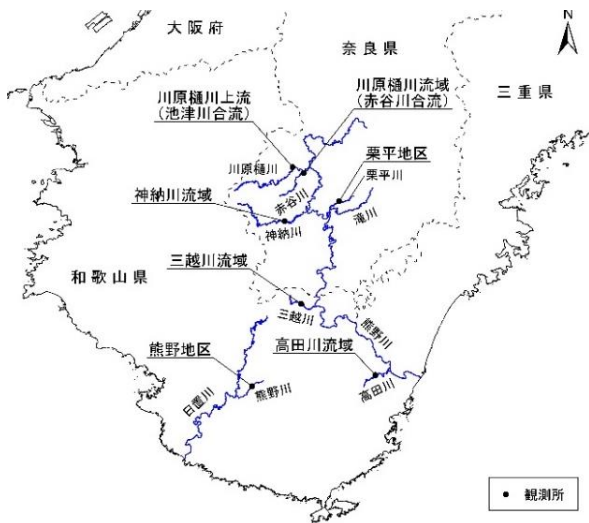 大阪府
奈良県
N
三重県
川原樋川上流
(池津川合流)
川原樋川流域
(赤谷川合流)
栗平地区
川原樋川
栗平川
神納川流域
赤谷川
滝川
神納川
和歌山県
三越川流域
三越川
熊野川
高田川流域
熊野地区
日置川
熊野川
高田川
● 観測所